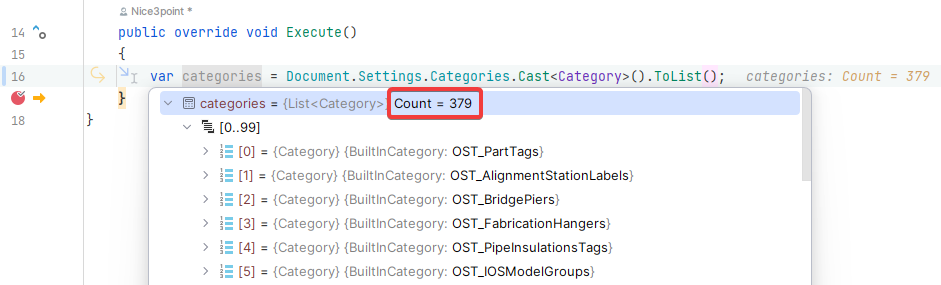 Nice3point *
14 public override void Execute()
15 {
16 var categories = Document.Settings.Categories.Cast<Category>().ToList(); categories: Count = 379
}
categories = {List<Category>} Count = 379
18 }
[0..99]
[0] = {Category} {BuiltInCategory: OST_PartTags}
[1] = {Category} {BuiltInCategory: OST_AlignmentStationLabels}
[2] = {Category} {BuiltInCategory: OST_BridgePiers}
[3] = {Category} {BuiltInCategory: OST_FabricationHangers}
[4] = {Category} {BuiltInCategory: OST_PipeInsulationsTags}
[5] = {Category} {BuiltInCategory: OST_IOSModelGroups}